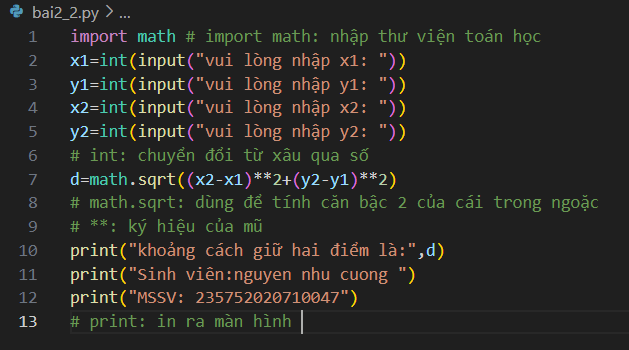 bai2_2.py > ...
1 import math # import math: nhập thư viện toán học
2 x1=int(input("vui lòng nhập x1: "))
3 y1=int(input("vui lòng nhập y1: "))
4 x2=int(input("vui lòng nhập x2: "))
5 y2=int(input("vui lòng nhập y2: "))
6 # int: chuyển đổi từ xâu qua số
7 d=math.sqrt((x2-x1)**2+(y2-y1)**2)
8 # math.sqrt: dùng để tính căn bậc 2 của cái trong ngoặc
9 # **: ký hiệu của mũ
10 print("khoảng cách giữ hai điểm là:",d)
11 print("Sinh viên:nguyen nhu cuong ")
12 print("MSSV: 235752020710047")
13 # print: in ra màn hình